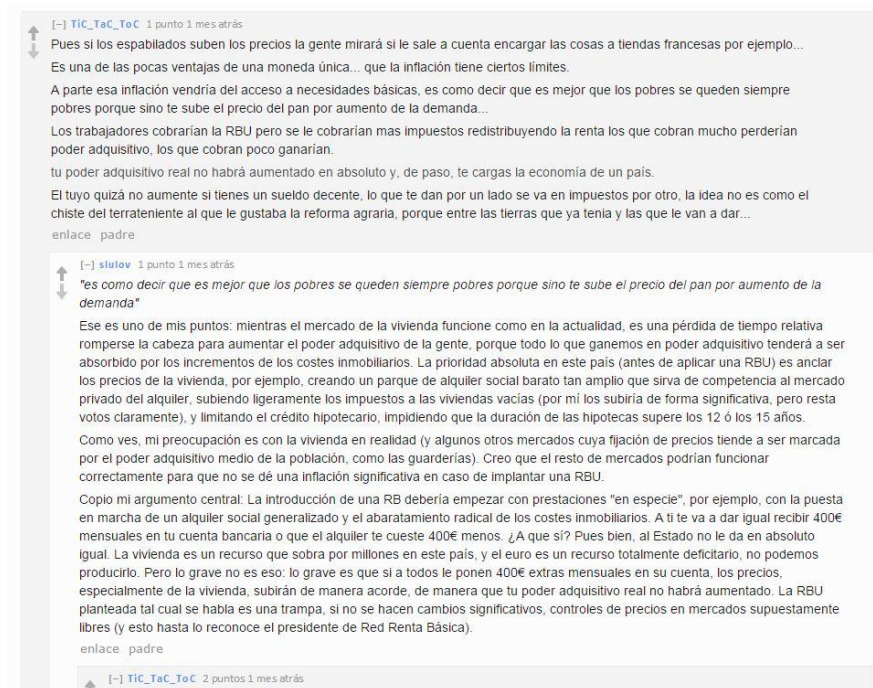 [–] TiC_TaC_ToC 1 punto 1 mes atrás
Pues si los espabilados suben los precios la gente mirará si le sale a cuenta encargar las cosas a tiendas francesas por ejemplo...
Es una de las pocas ventajas de una moneda única... que la inflación tiene ciertos límites.
A parte esa inflación vendría del acceso a necesidades básicas, es como decir que es mejor que los pobres se queden siempre
pobres porque sino te sube el precio del pan por aumento de la demanda...
Los trabajadores cobrarían la RBU pero se le cobrarían mas impuestos redistribuyendo la renta los que cobran mucho perderían
poder adquisitivo, los que cobran poco ganarían.
tu poder adquisitivo real no habrá aumentado en absoluto y, de paso, te cargas la economía de un país.
El tuyo quizá no aumente si tienes un sueldo decente, lo que te dan por un lado se va en impuestos por otro, la idea no es como el
chiste del terrateniente al que le gustaba la reforma agraria, porque entre las tierras que ya tenia y las que le van a dar...
enlace padre
[–] slulov 1 punto 1 mes atrás
"es como decir que es mejor que los pobres se queden siempre pobres porque sino te sube el precio del pan por aumento de la
demanda"
Ese es uno de mis puntos: mientras el mercado de la vivienda funcione como en la actualidad, es una pérdida de tiempo relativa
romperse la cabeza para aumentar el poder adquisitivo de la gente, porque todo lo que ganemos en poder adquisitivo tenderá a ser
absorbido por los incrementos de los costes inmobiliarios. La prioridad absoluta en este país (antes de aplicar una RBU) es anclar
los precios de la vivienda, por ejemplo, creando un parque de alquiler social barato tan amplio que sirva de competencia al mercado
privado del alquiler, subiendo ligeramente los impuestos a las viviendas vacías (por mí los subiría de forma significativa, pero resta
votos claramente), y limitando el crédito hipotecario, impidiendo que la duración de las hipotecas supere los 12 ó los 15 años.
Como ves, mi preocupación es con la vivienda en realidad (y algunos otros mercados cuya fijación de precios tiende a ser marcada
por el poder adquisitivo medio de la población, como las guarderías). Creo que el resto de mercados podrían funcionar
correctamente para que no se dé una inflación significativa en caso de implantar una RBU.
Copio mi argumento central: La introducción de una RB debería empezar con prestaciones "en especie", por ejemplo, con la puesta
en marcha de un alquiler social generalizado y el abaratamiento radical de los costes inmobiliarios. A ti te va a dar igual recibir 400€
mensuales en tu cuenta bancaria o que el alquiler te cueste 400€ menos. ¿A que sí? Pues bien, al Estado no le da en absoluto
igual. La vivienda es un recurso que sobra por millones en este país, y el euro es un recurso totalmente deficitario, no podemos
producirlo. Pero lo grave no es eso: lo grave es que si a todos le ponen 400€ extras mensuales en su cuenta, los precios,
especialmente de la vivienda, subirán de manera acorde, de manera que tu poder adquisitivo real no habrá aumentado. La RBU
planteada tal cual se habla es una trampa, si no se hacen cambios significativos, controles de precios en mercados supuestamente
libres (y esto hasta lo reconoce el presidente de Red Renta Básica).
enlace padre
[–] TiC_TaC_ToC 2 puntos 1 mes atrás